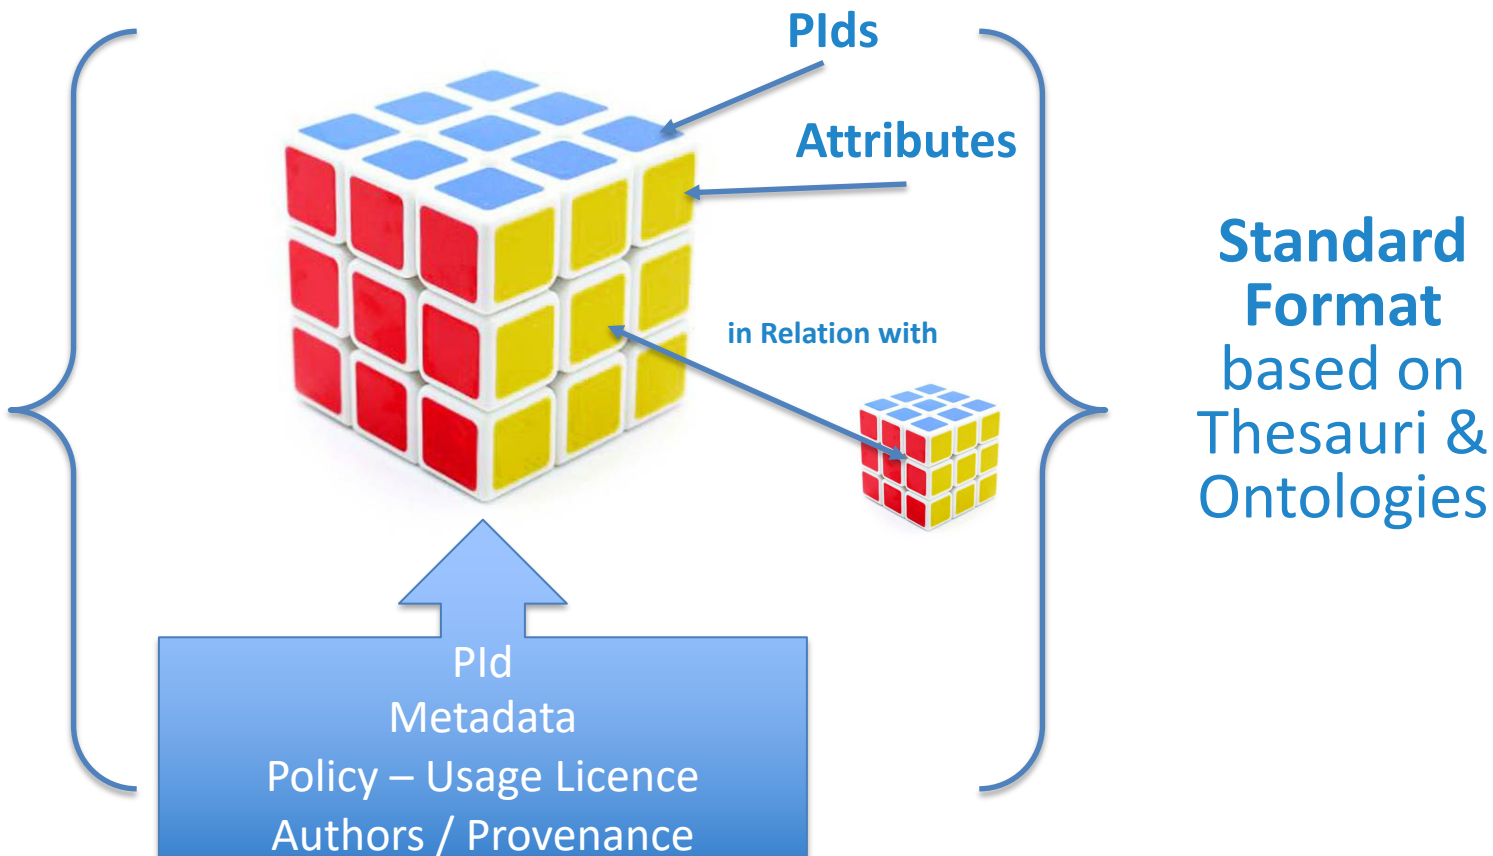 PIds
Attributes
in Relation with
Standard
Format
based on
Thesauri &
Ontologies
PId
Metadata
Policy – Usage Licence
Authors / Provenance